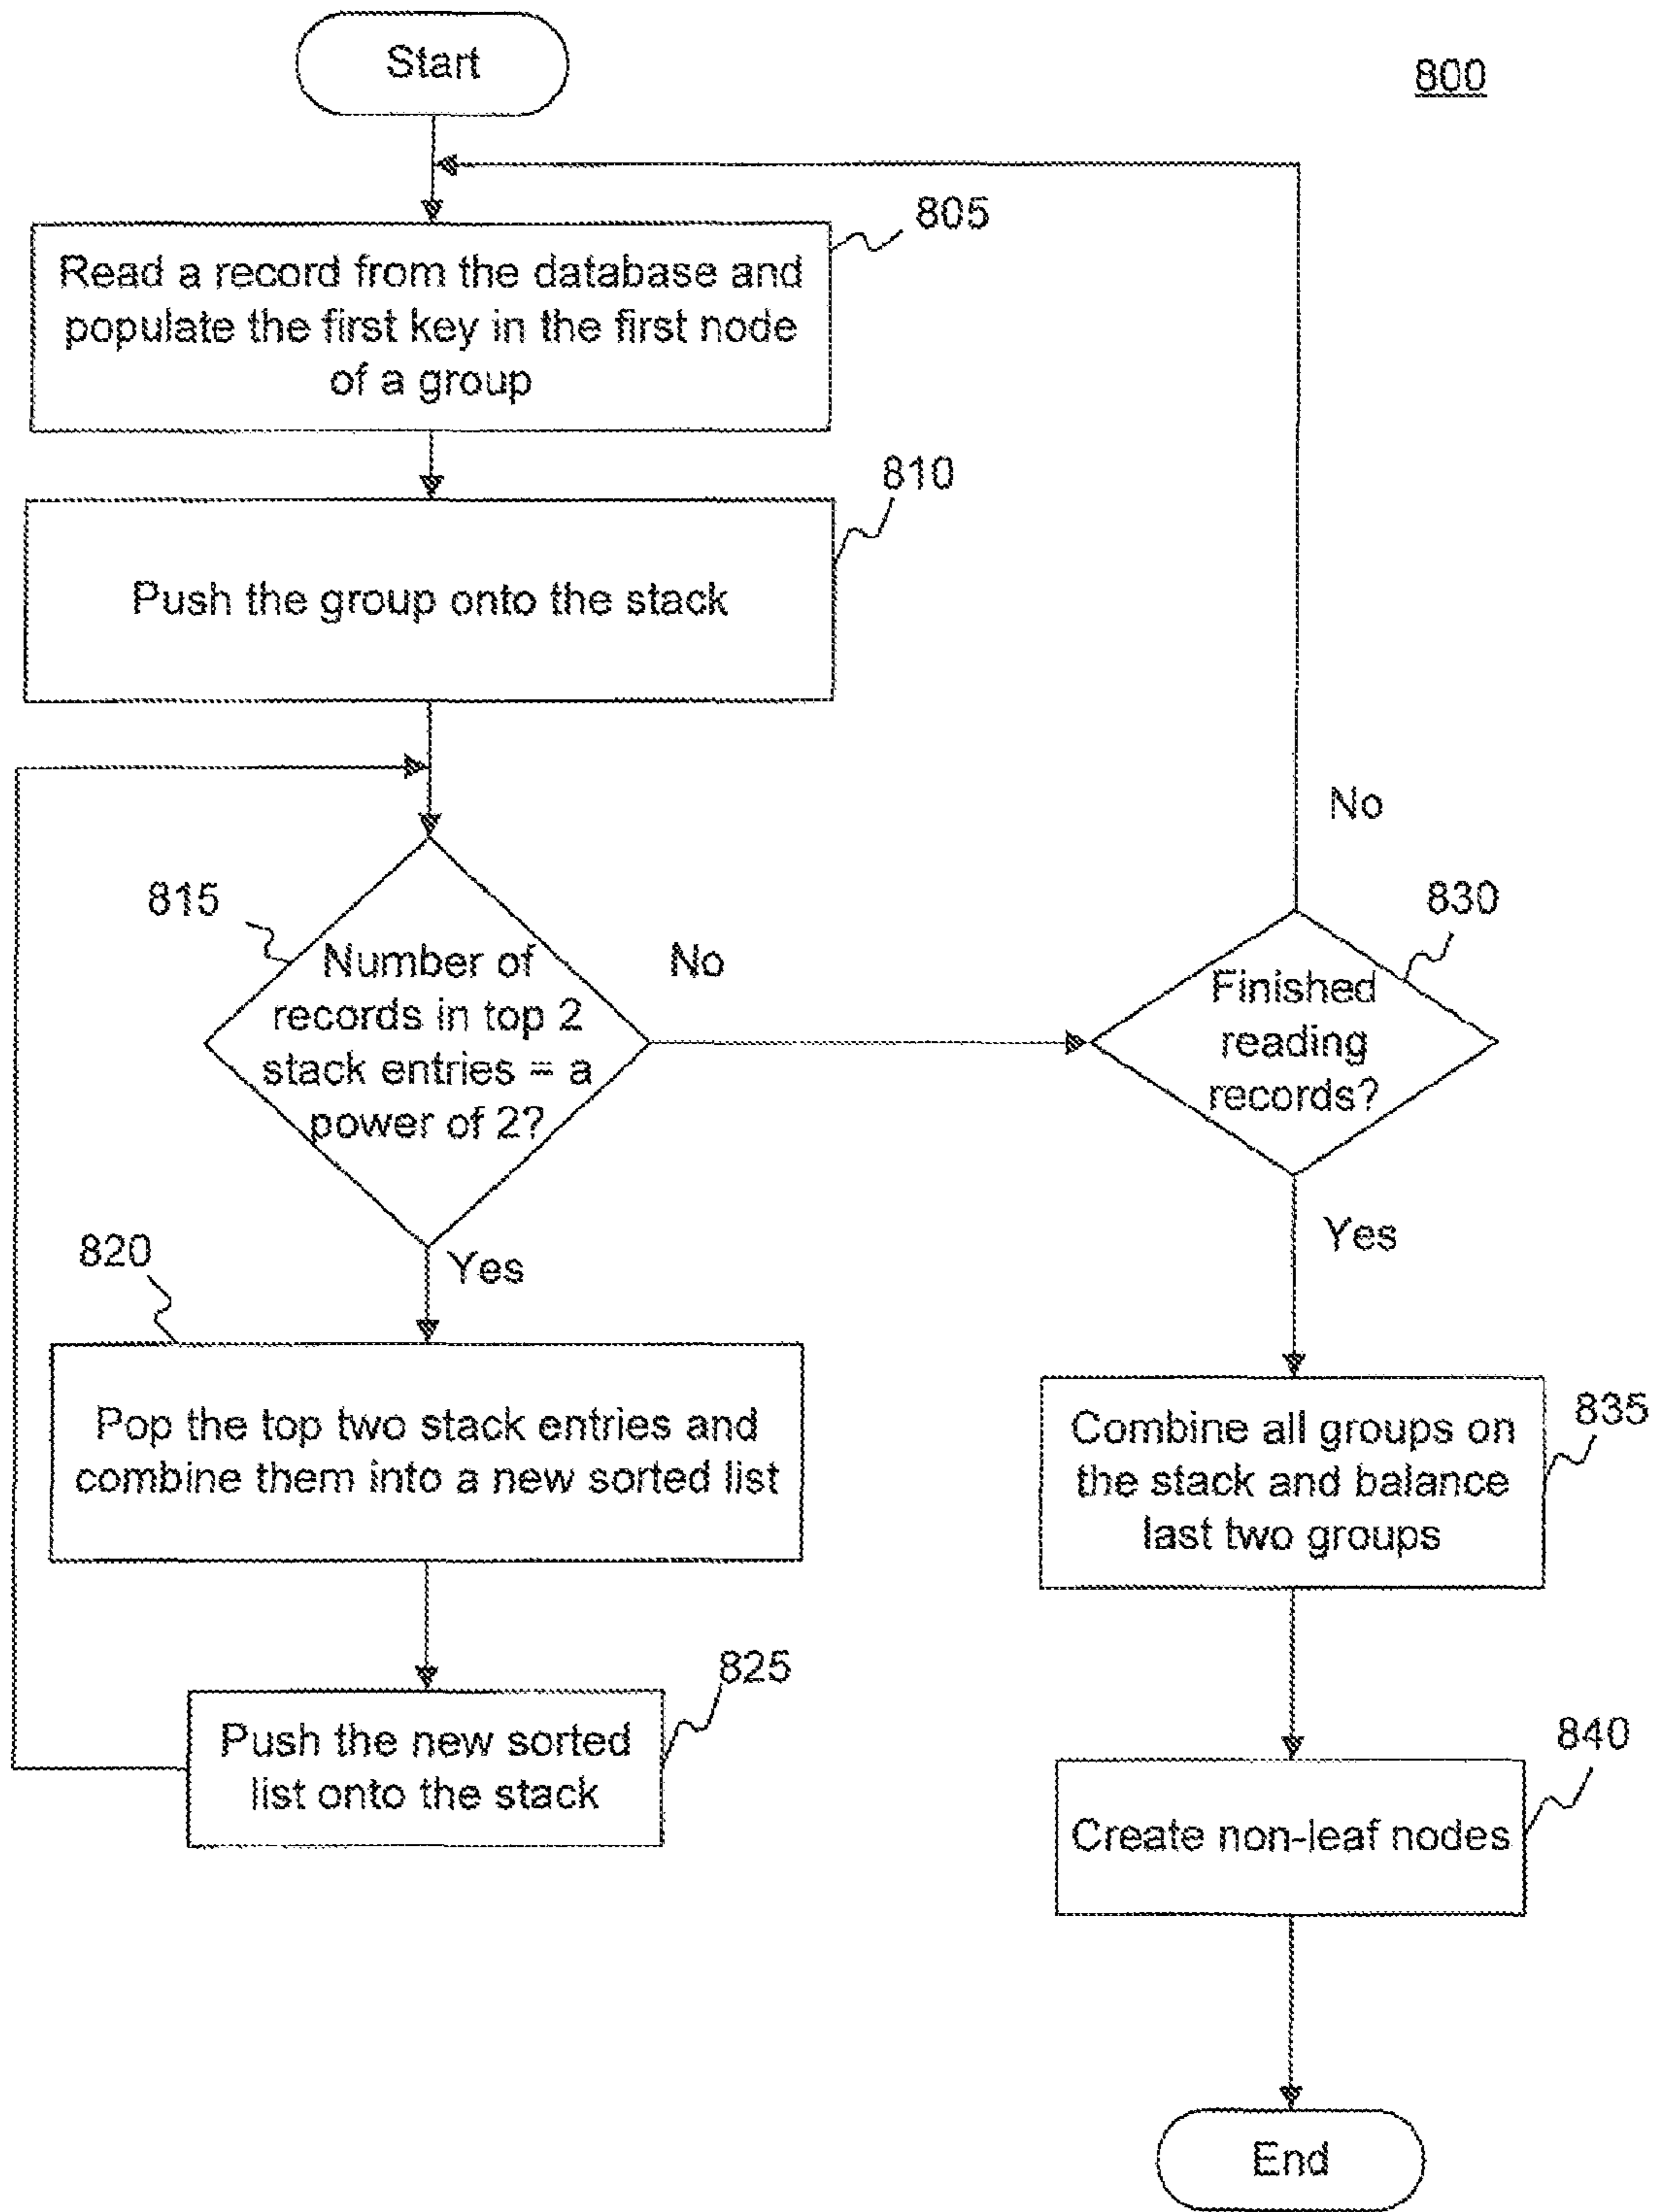 Start
800
805
Read a record from the database and
populate the first key in the first node
of a group
810
Push the group onto the stack
815
Number of
records in top 2
stack entries = a
power of 2?
No
No
830
Finished
reading
records?
Yes
820
Yes
Pop the top two stack entries and
combine them into a new sorted list
835
Combine all groups on
the stack and balance
last two groups
825
Push the new sorted
list onto the stack
840
Create non-leaf nodes
End